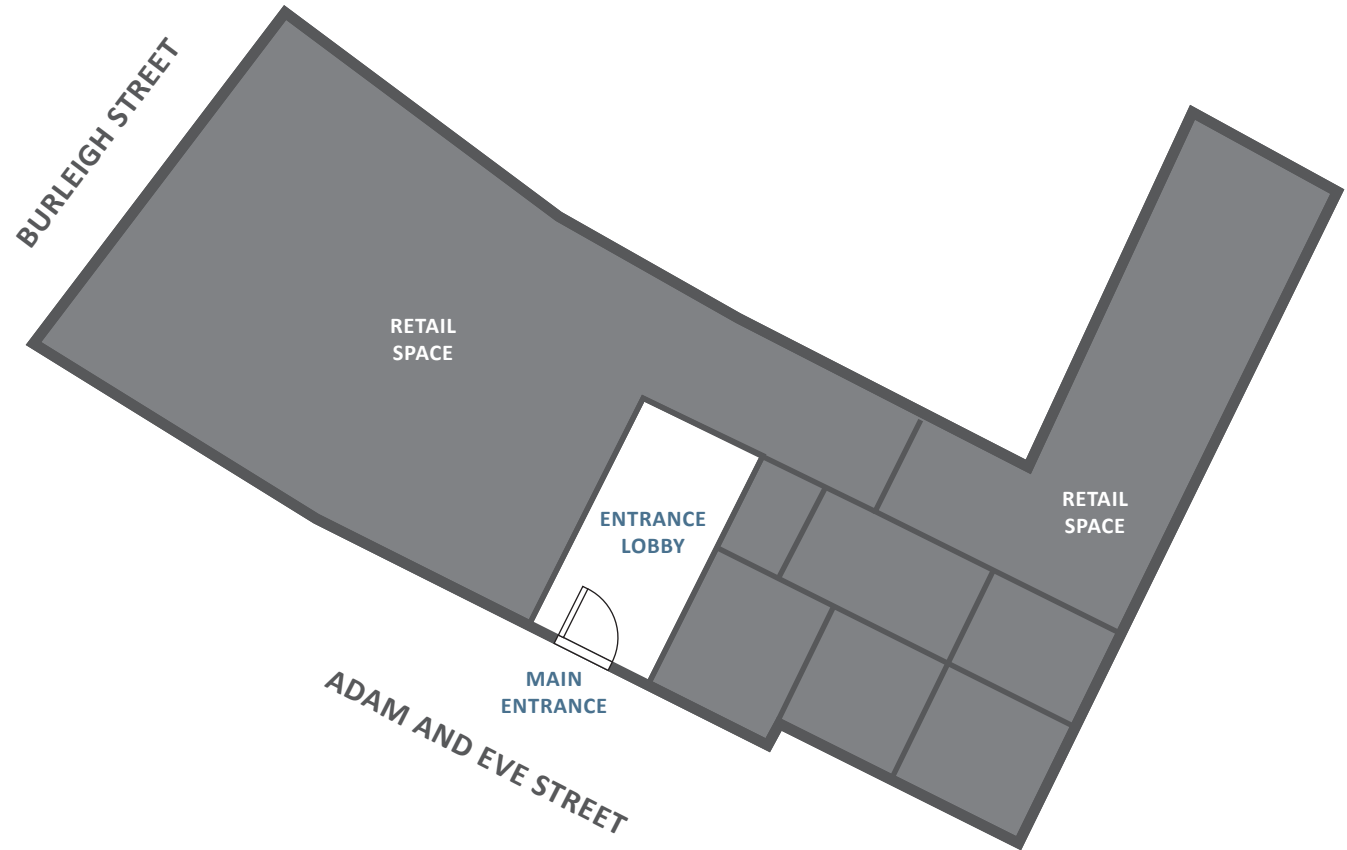 BURLEIGH STREET
RETAIL
SPACE
RETAIL
SPACE
ENTRANCE
LOBBY
MAIN
ENTRANCE
ADAM AND EVE STREET